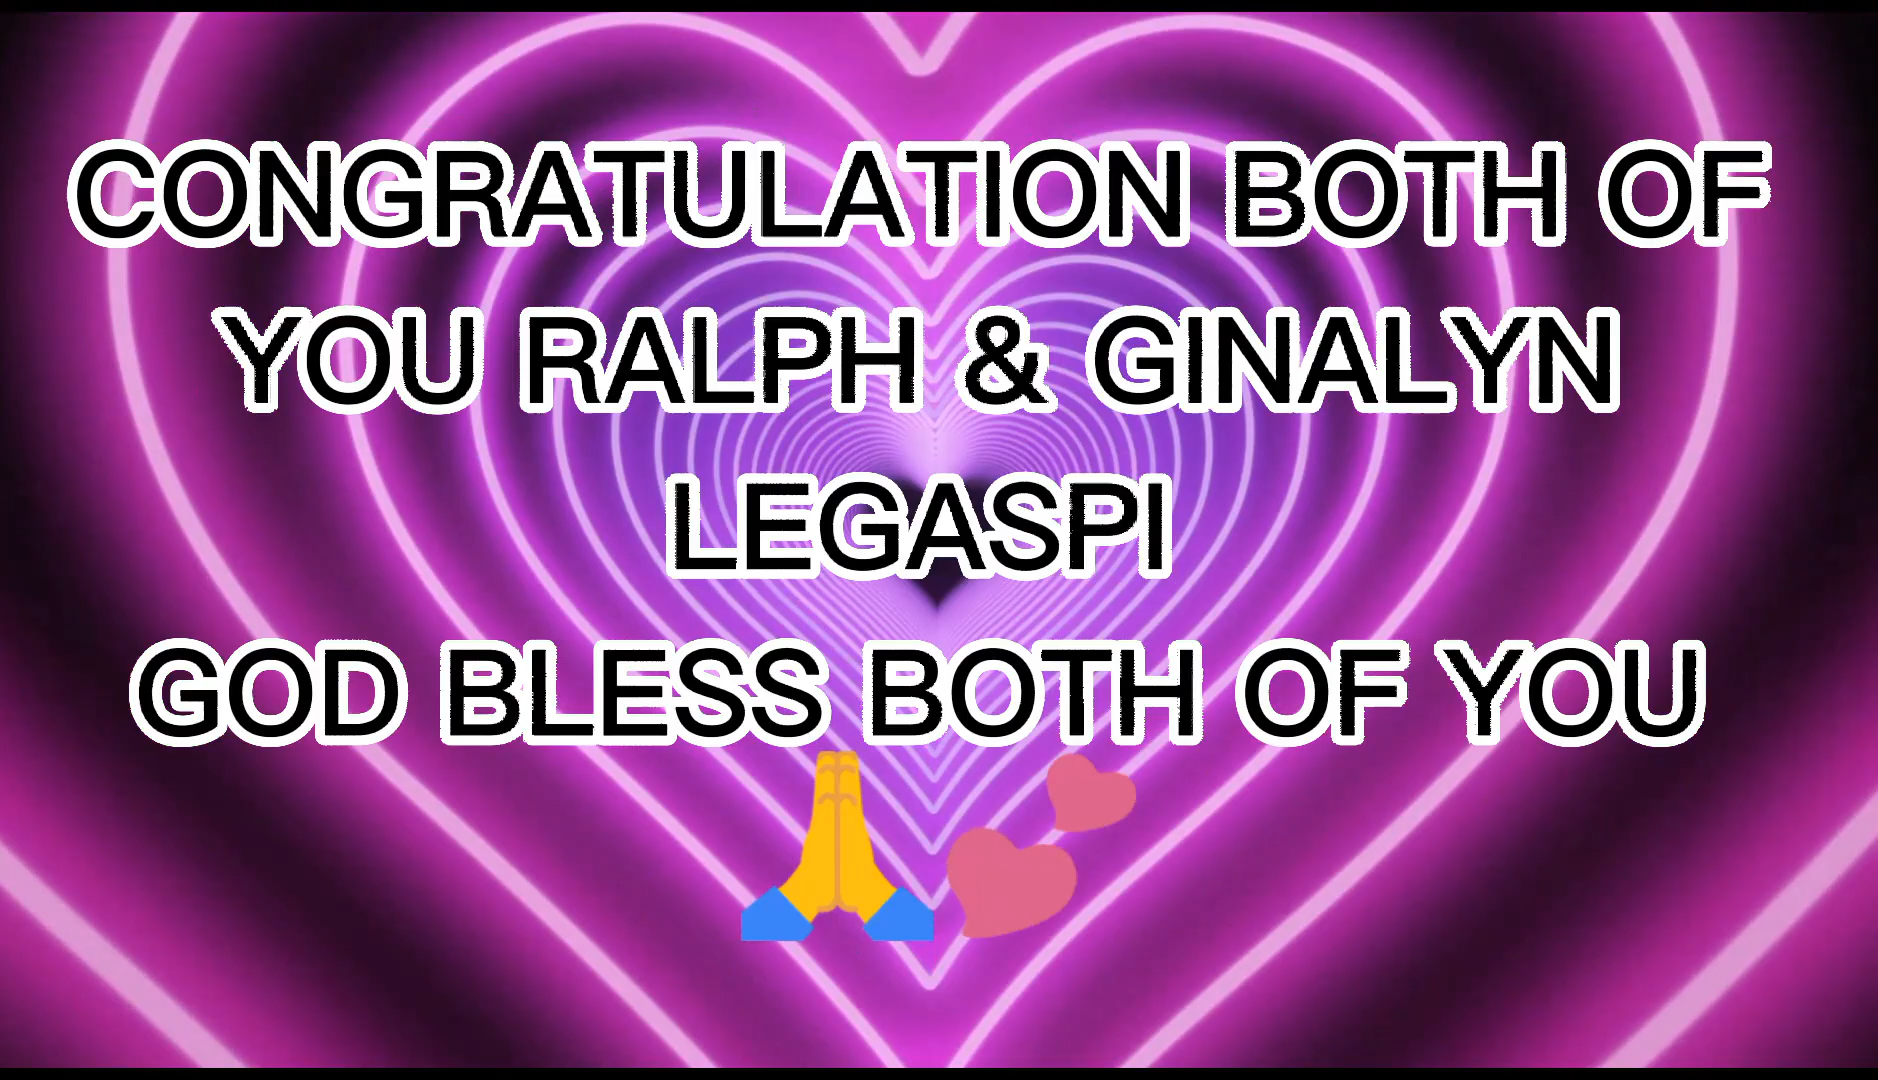 CONGRATULATION BOTH OF
YOU RALPH & GINALYN
LEGASPI
GOD BLESS BOTH OF YOU
🙏💕